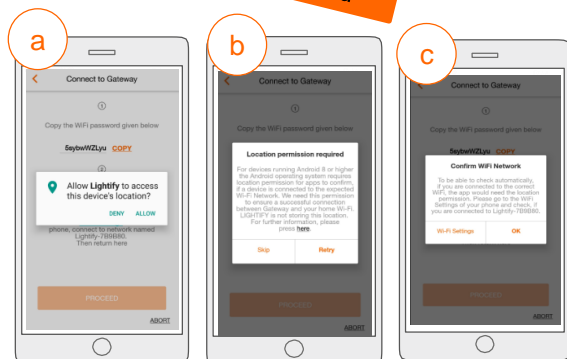 a
Connect to Gateway
Copy the WiFi password given below
5eybwWZLyu COPY
Allow Lightify to access
this device's location?
DENY ALLOW
phone, connect to network named
Lightify-7B9B80.
Then return here
PROCEED
ABORT
b
Connect to Gateway
Copy the WiFi password given below
Location permission required
For devices running Android 8 or higher
the Android operating system requires
location permission for apps to confirm,
if a device is connected to the expected
Wi-Fi Network. We need this permission
to ensure a successful connection
between Gateway and your home Wi-Fi.
LIGHTIFY is not storing this location.
For further information, please
press here.
Skip Retry
ABORT
c
Connect to Gateway
Copy the WiFi password given below
5eybwWZLyu COPY
Confirm WiFi Network
To be able to check automatically,
if you are connected to the correct
WiFi, the app would need the location
permission. Please go to the WiFi
Settings of your phone and check, if
you are connected to Lightify-7B9B80.
Wi-Fi Settings OK
PROCEED
ABORT